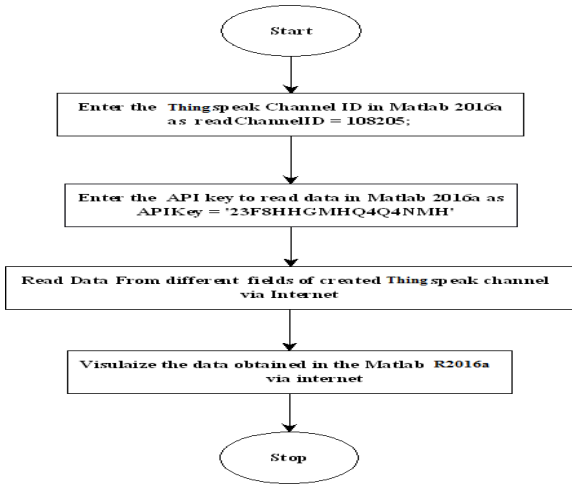 Start
Enter the Thingspeak Channel ID in Matlab 2016a
as readChannelID = 108205;
Enter the API key to read data in Matlab 2016a as
APIKey = '23F8HHGMHQ4Q4NMH'
Read Data From different fields of created Thingspeak channel
via Internet
Visulaize the data obtained in the Matlab R2016a
via internet
Stop